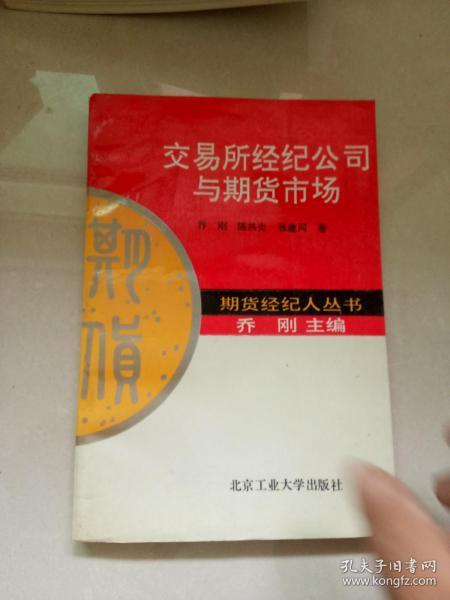 交易所经纪公司
与期货市场
乔 刚 陈共炎 张建同 著
期貨
期货经纪人丛书
乔 刚 主编
北京工业大学出版社
孔夫子旧书网
www.kongfz.com